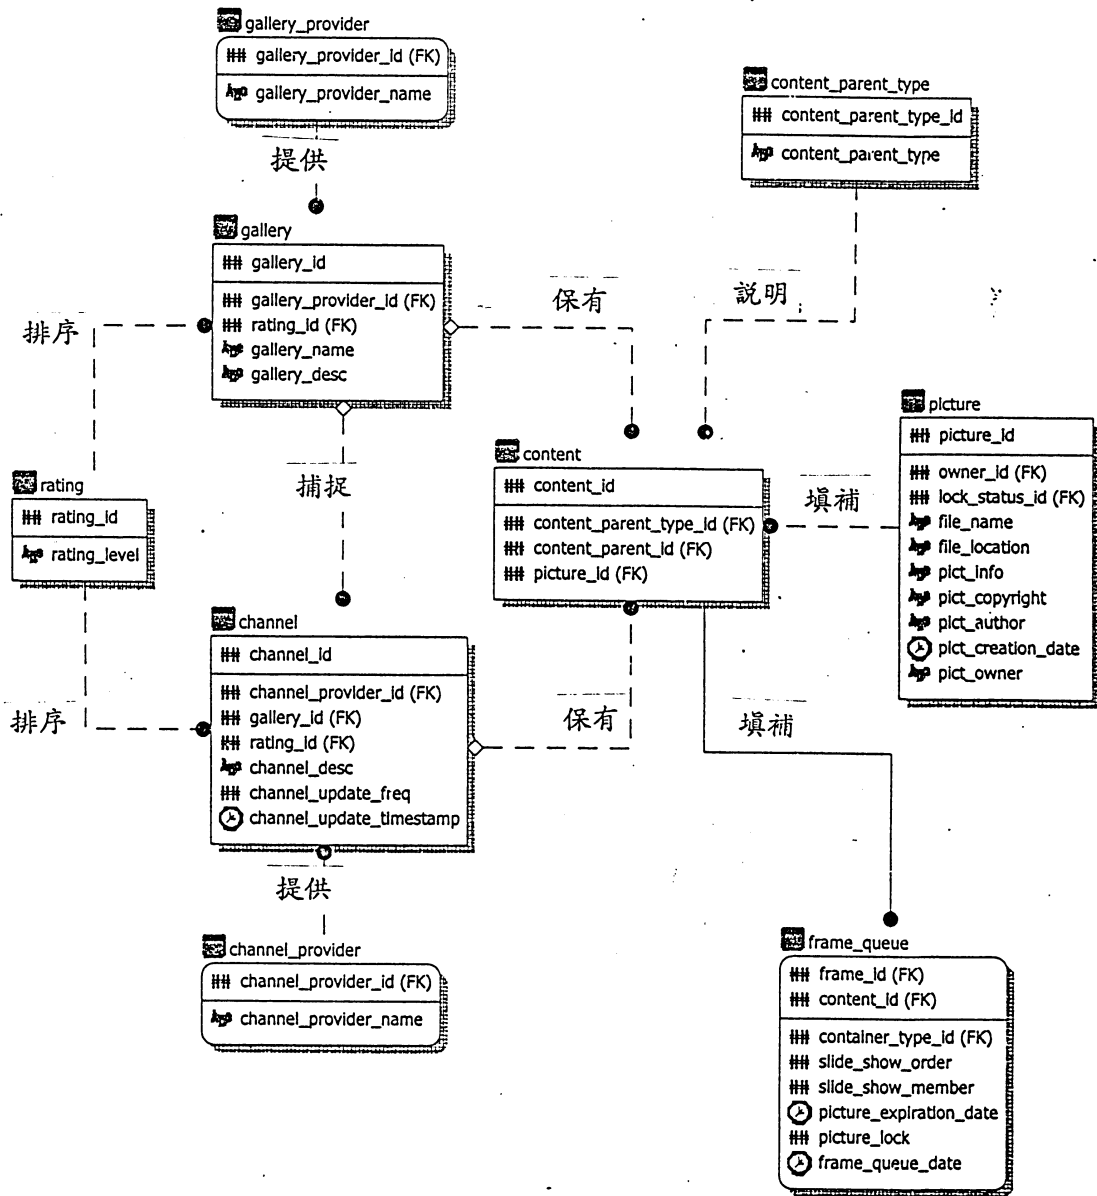 gallery_provider
gallery_provider_id (FK)
gallery_provider_name
提供
content_parent_type
content_parent_type_id
content_parent_type
gallery
gallery_id
gallery_provider_id (FK)
rating_id (FK)
gallery_name
gallery_desc
保有
説明
排序
捕捉
rating
rating_id
rating_level
content
content_id
content_parent_type_id (FK)
content_parent_id (FK)
picture_id (FK)
填補
picture
picture_id
owner_id (FK)
lock_status_id (FK)
file_name
file_location
pict_info
pict_copyright
pict_author
pict_creation_date
pict_owner
channel
channel_id
channel_provider_id (FK)
gallery_id (FK)
rating_id (FK)
channel_desc
channel_update_freq
channel_update_timestamp
排序
保有
填補
提供
channel_provider
channel_provider_id (FK)
channel_provider_name
frame_queue
frame_id (FK)
content_id (FK)
container_type_id (FK)
slide_show_order
slide_show_member
picture_expiration_date
picture_lock
frame_queue_date